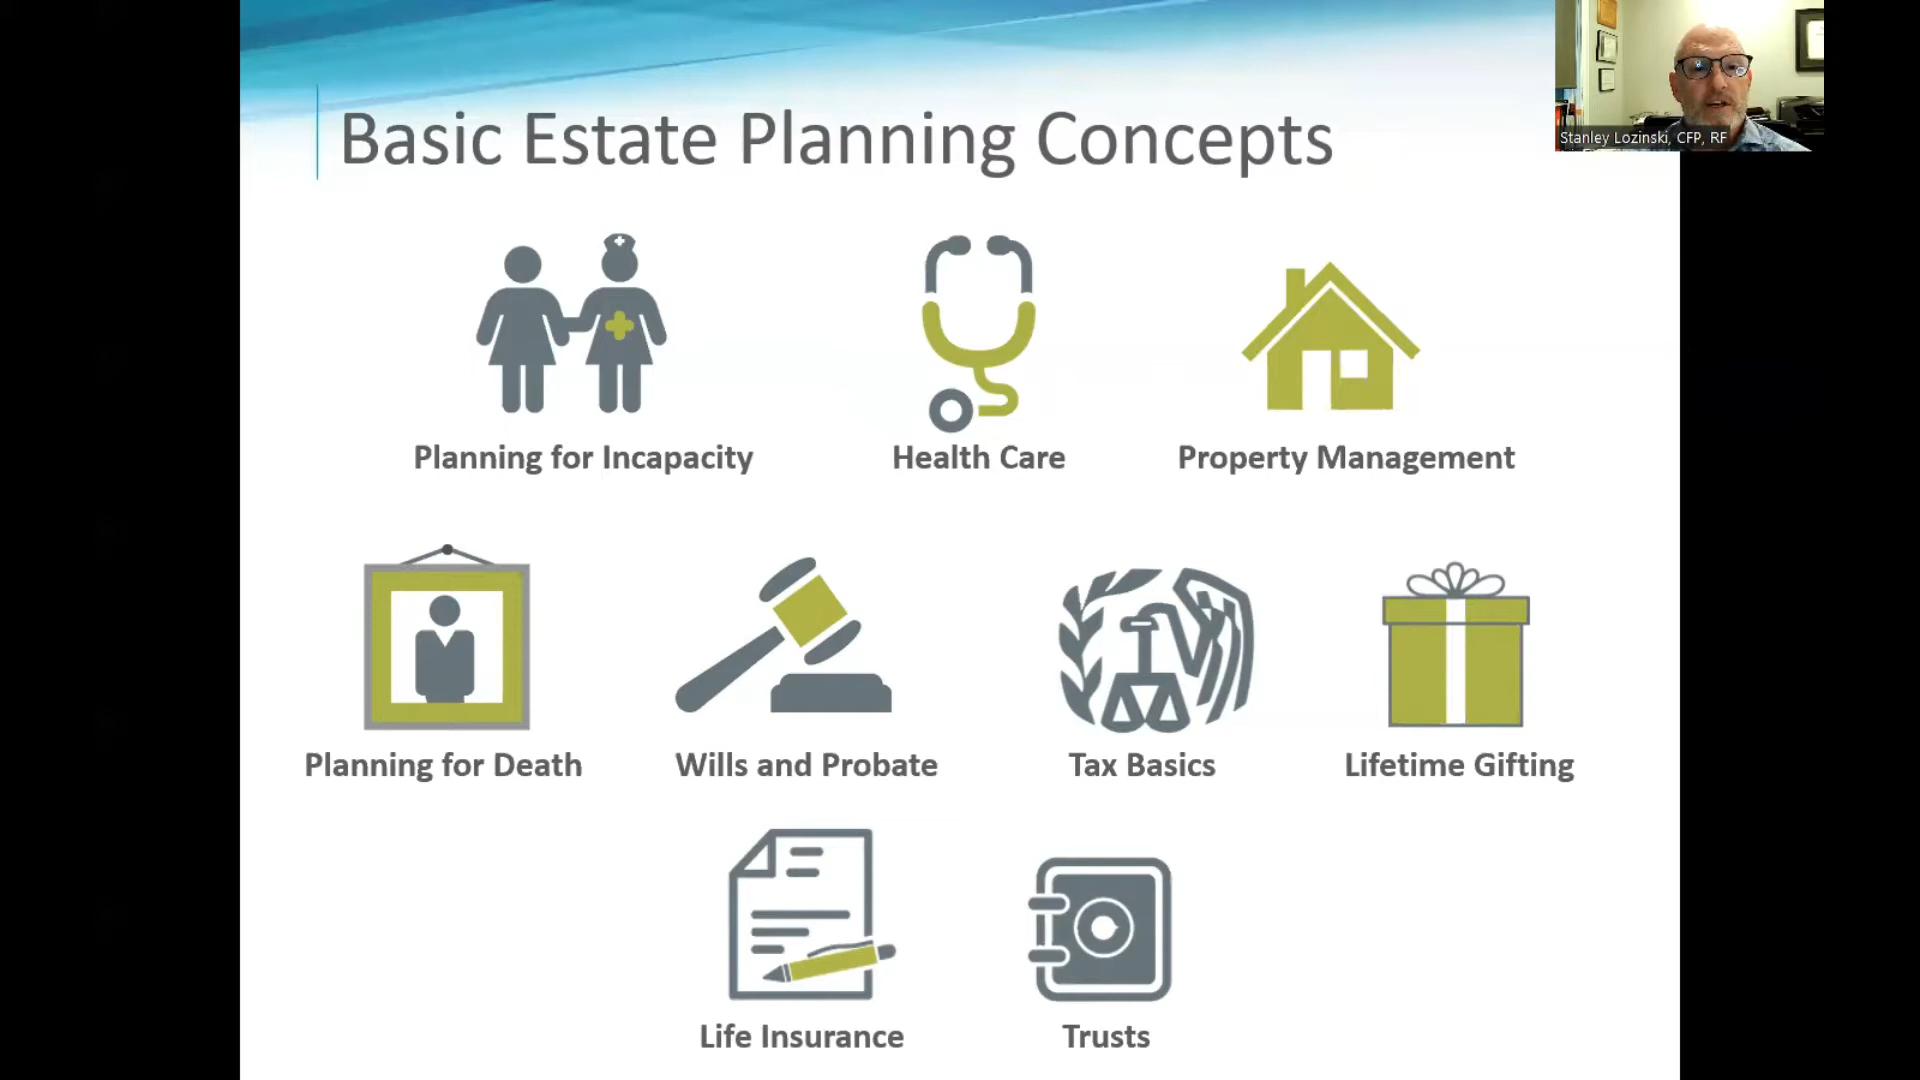 Basic Estate Planning Concepts
Stanley Lozinski, CFP, RF
Planning for Incapacity
Health Care
Property Management
Planning for Death
Wills and Probate
Tax Basics
Lifetime Gifting
Life Insurance
Trusts